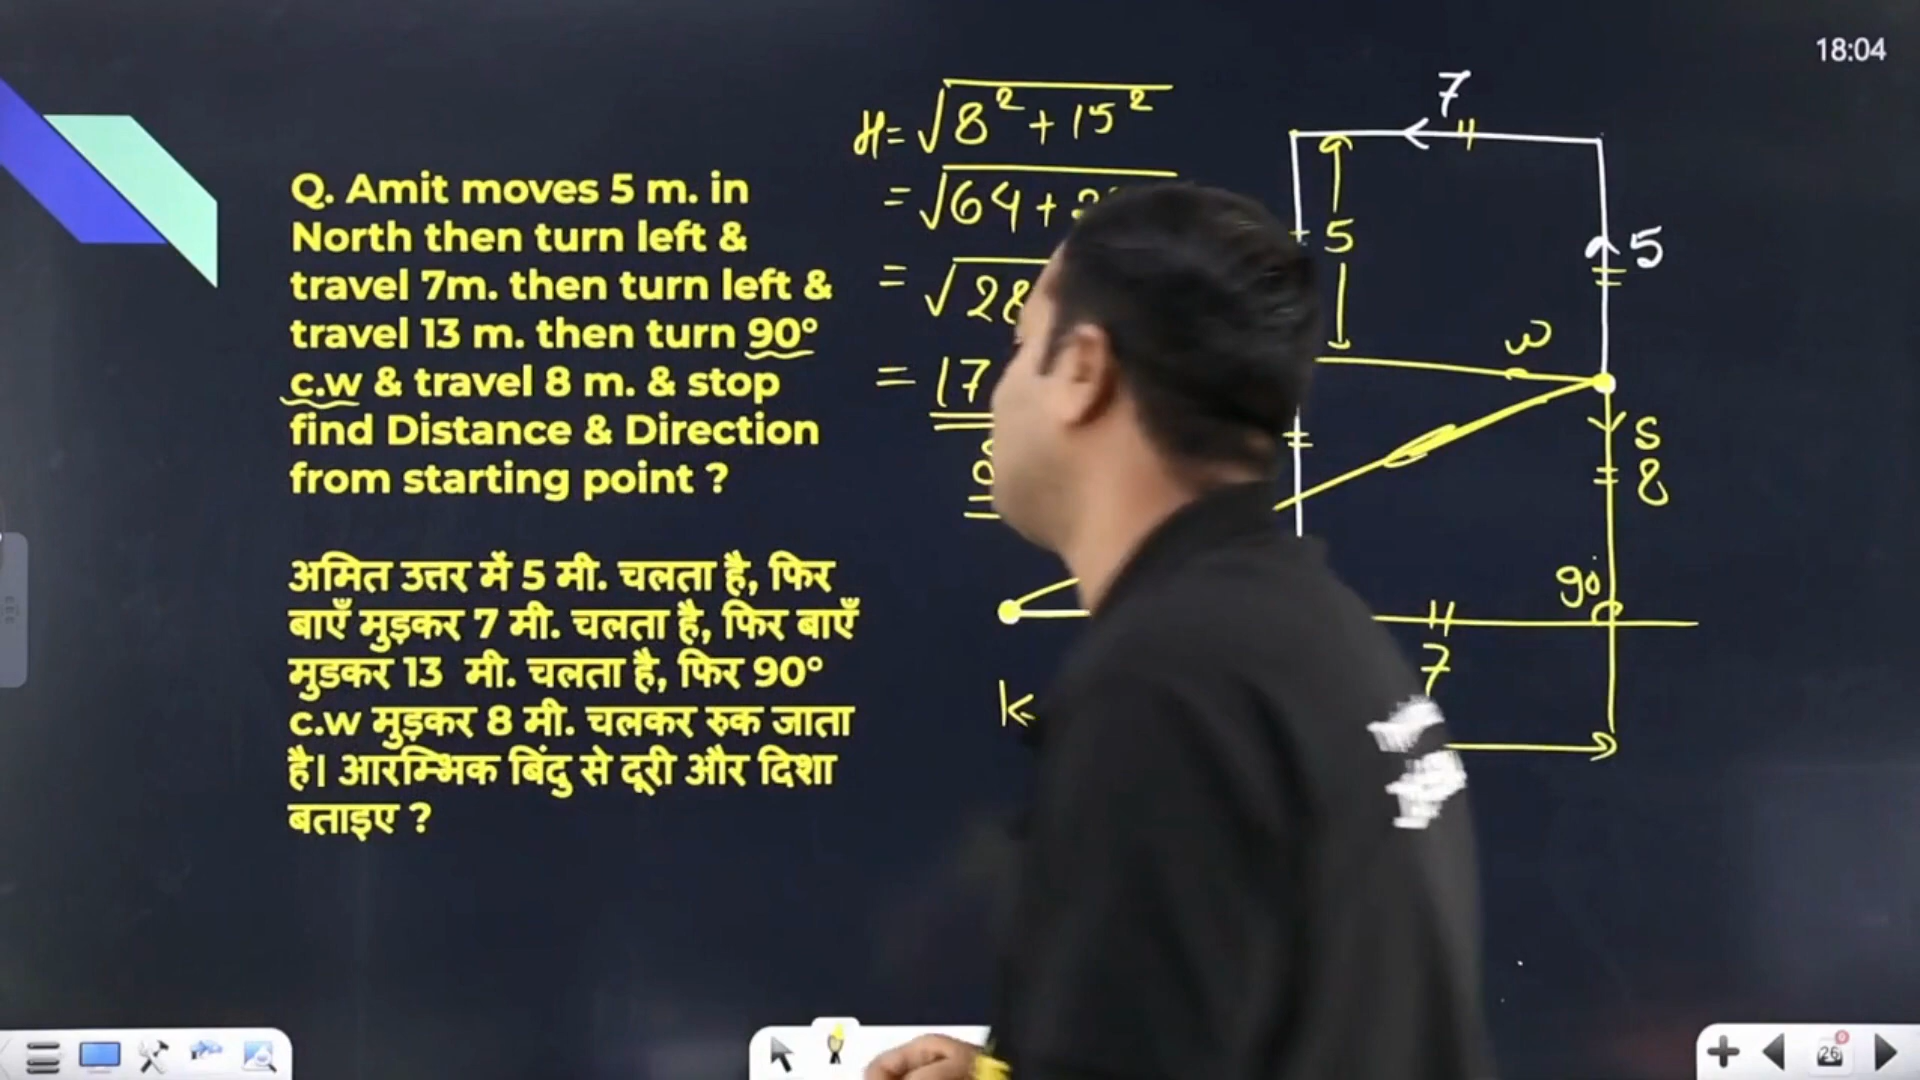 18:04
Q. Amit moves 5 m. in
North then turn left &
travel 7m. then turn left &
travel 13 m. then turn 90°
c.w & travel 8 m. & stop
find Distance & Direction
from starting point ?
अमित उत्तर में 5 मी. चलता है, फिर
बाएँ मुड़कर 7 मी. चलता है, फिर बाएँ
मुडकर 13 मी. चलता है, फिर 90°
c.w मुड़कर 8 मी. चलकर रुक जाता
है। आरम्भिक बिंदु से दूरी और दिशा
बताइए ?
H = √8² + 15²
= √64 +
= √28
= 17
7
5
5
w
S
8
90
7
26